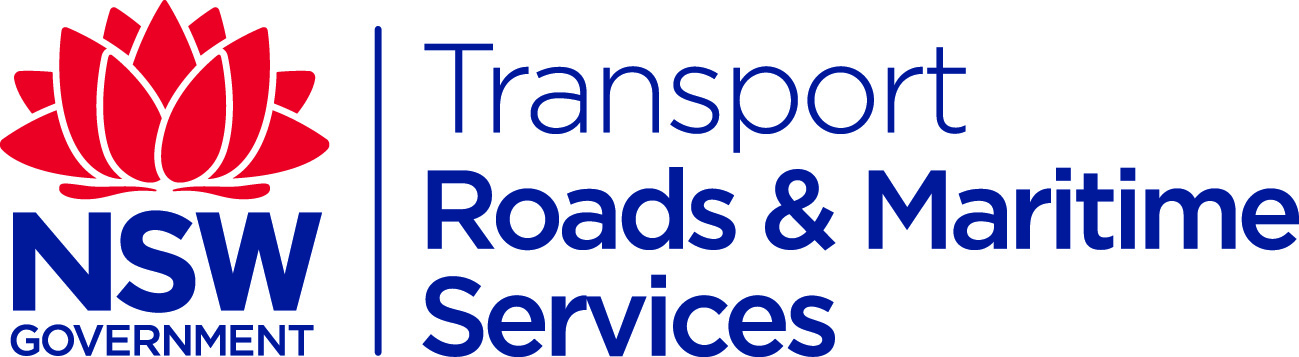 NSW
GOVERNMENT
Transport
Roads & Maritime
Services